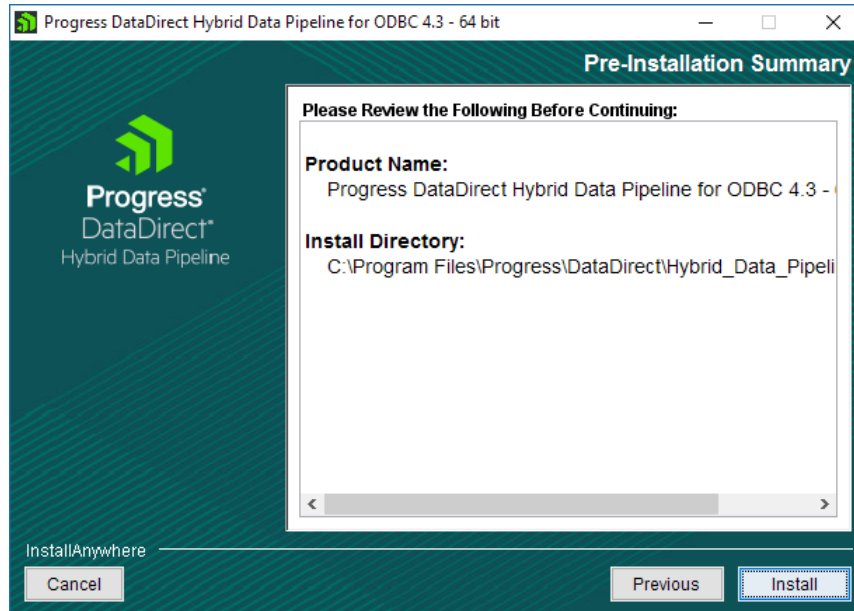 Progress DataDirect Hybrid Data Pipeline for ODBC 4.3 - 64 bit
Pre-Installation Summary
Progress
DataDirect
Hybrid Data Pipeline
Please Review the Following Before Continuing:
Product Name:
Progress DataDirect Hybrid Data Pipeline for ODBC 4.3 -
Install Directory:
C:\Program Files\Progress\DataDirect\Hybrid_Data_Pipeli
InstallAnywhere
Cancel
Previous
Install